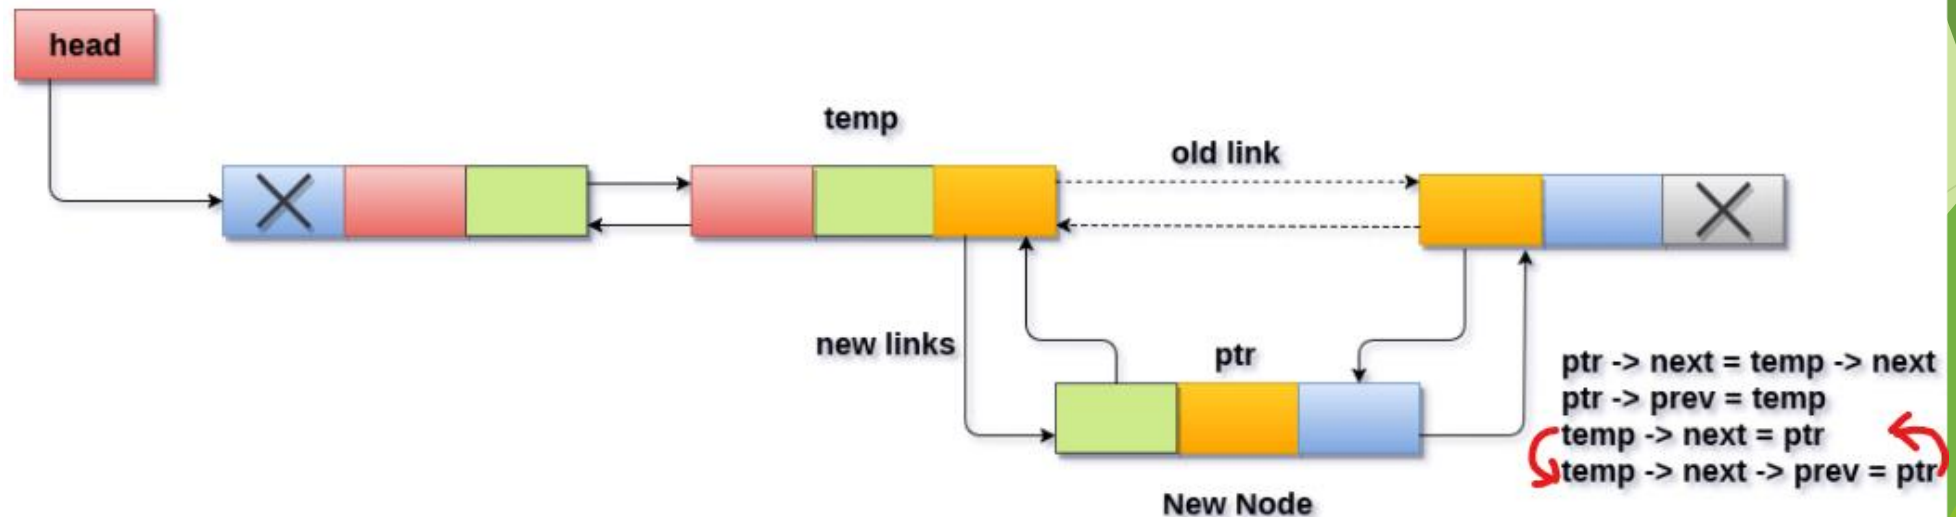 head
temp
old link
new links
ptr
ptr -> next = temp -> next
ptr -> prev = temp
temp -> next = ptr
temp -> next -> prev = ptr
New Node